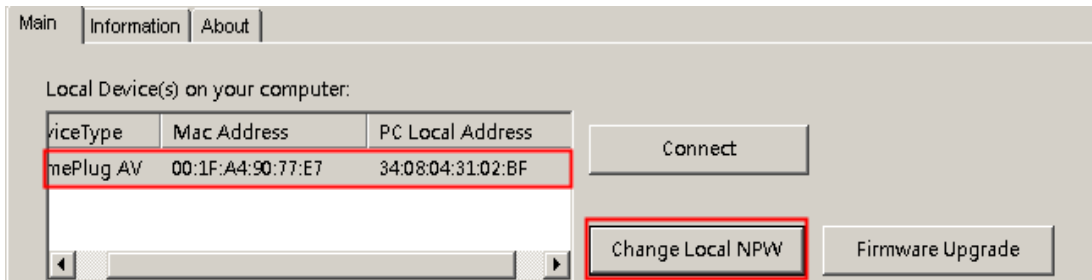 Main Information About
Local Device(s) on your computer:
viceType Mac Address PC Local Address
mePlug AV 00:1F:A4:90:77:E7 34:08:04:31:02:BF
Connect
Change Local NPW Firmware Upgrade